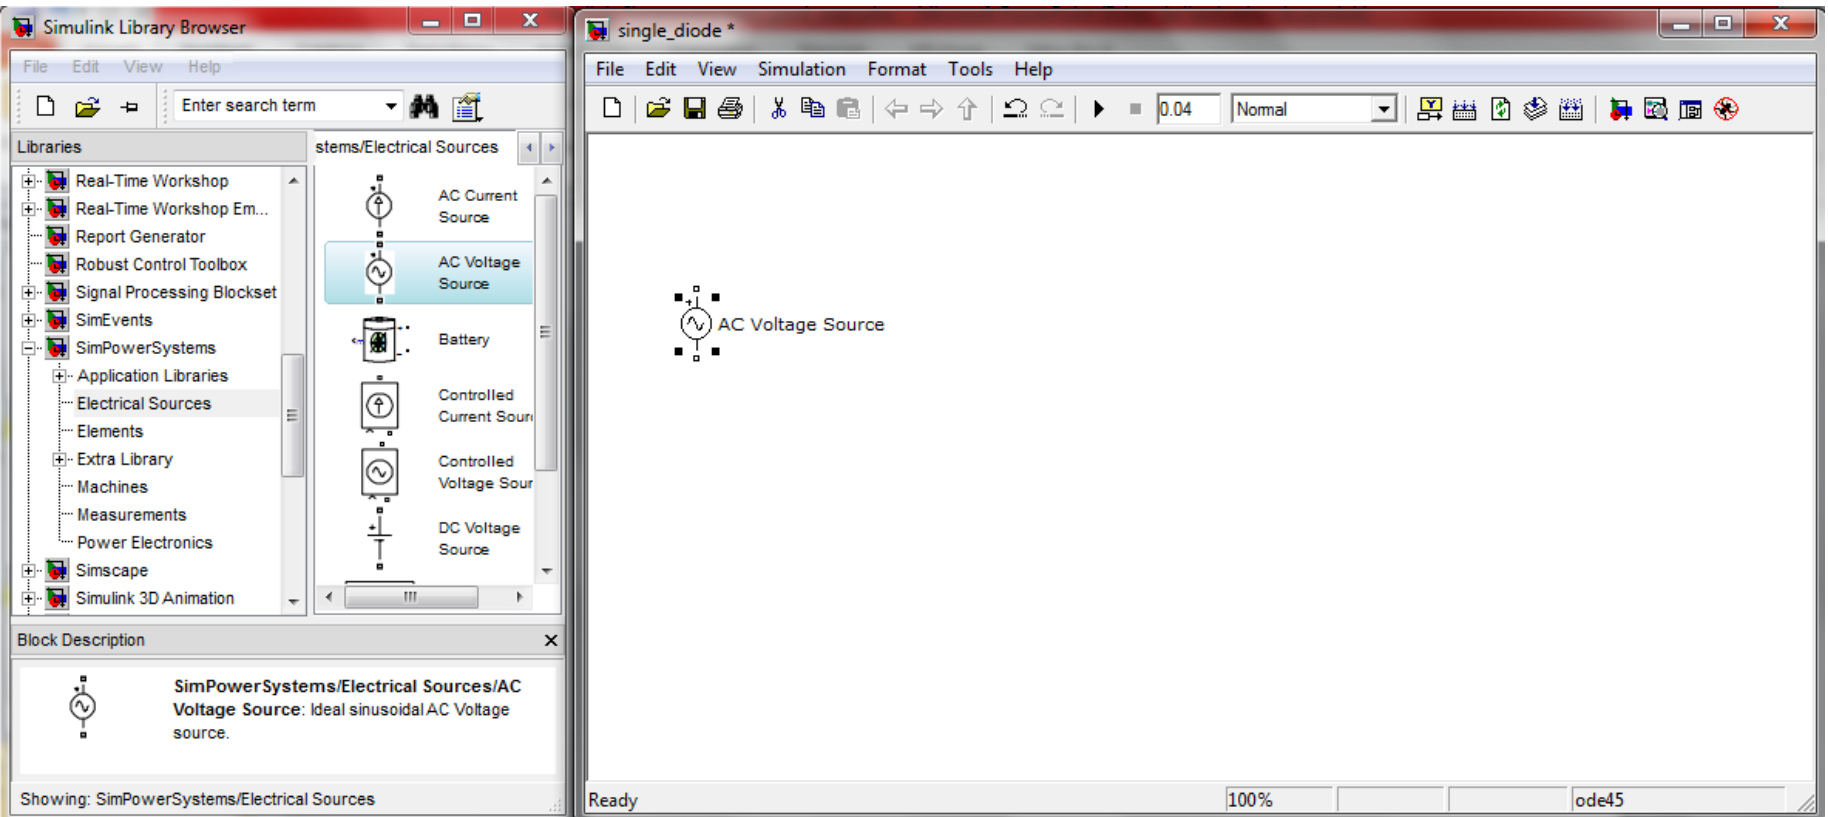 Simulink Library Browser
File Edit View Help
Enter search term
Libraries
stems/Electrical Sources
Real-Time Workshop
Real-Time Workshop Em...
Report Generator
Robust Control Toolbox
Signal Processing Blockset
SimEvents
SimPowerSystems
Application Libraries
Electrical Sources
Elements
Extra Library
Machines
Measurements
Power Electronics
Simscape
Simulink 3D Animation
AC Current
Source
AC Voltage
Source
Battery
Controlled
Current Sour
Controlled
Voltage Sour
DC Voltage
Source
Block Description
SimPowerSystems/Electrical Sources/AC
Voltage Source: Ideal sinusoidal AC Voltage
source.
Showing: SimPowerSystems/Electrical Sources
single_diode *
File Edit View Simulation Format Tools Help
0.04 Normal
AC Voltage Source
Ready 100% ode45